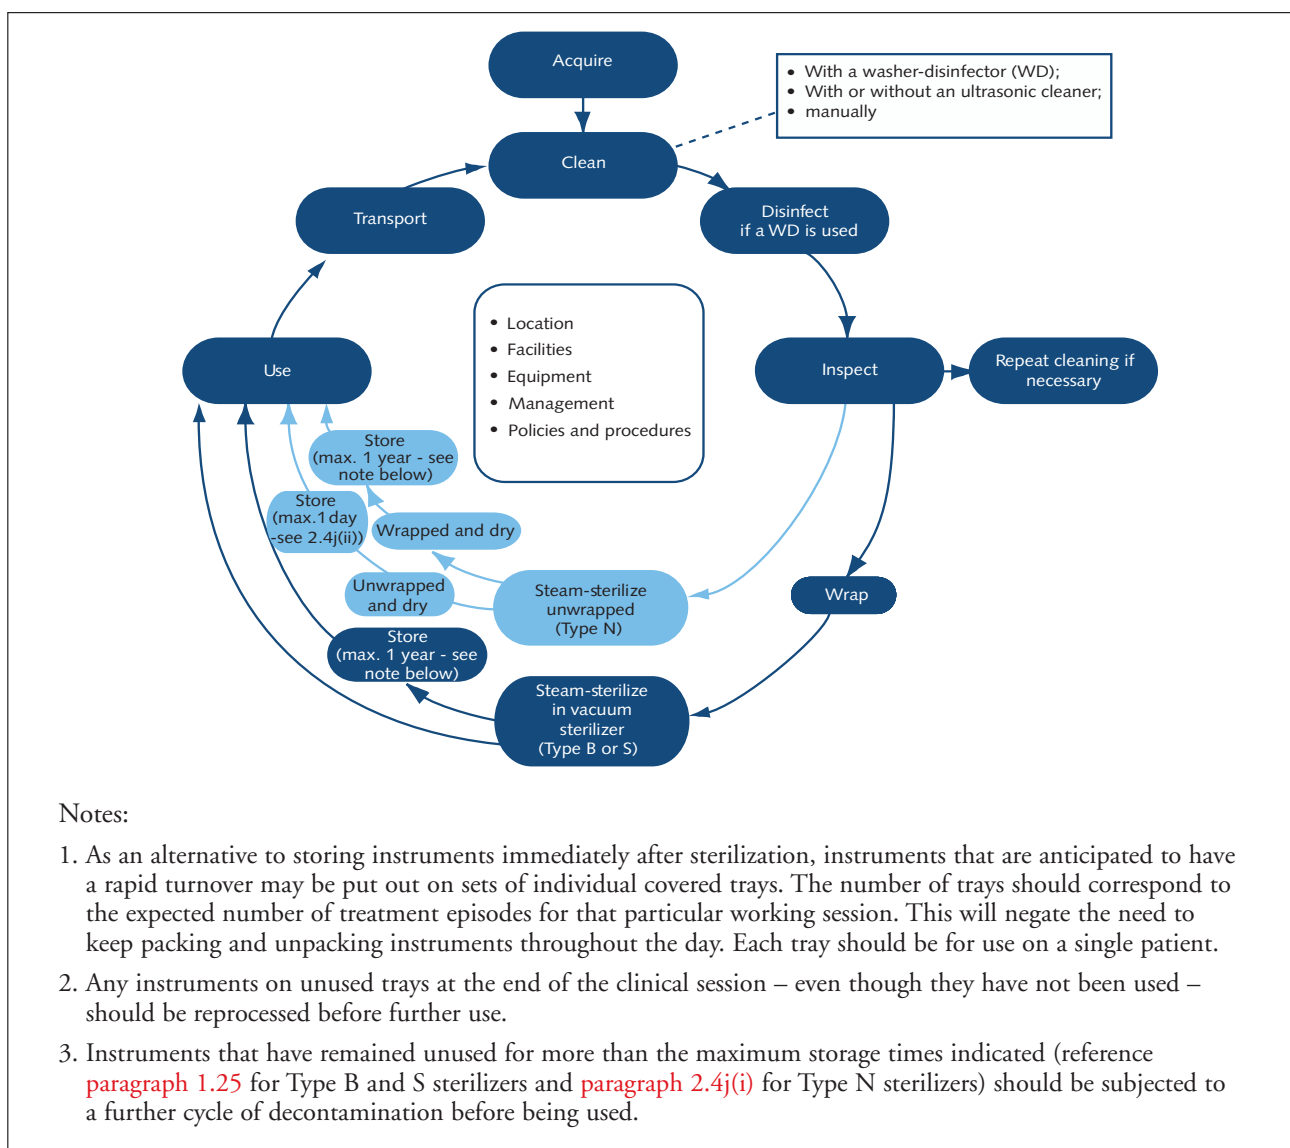 Acquire
• With a washer-disinfector (WD);
• With or without an ultrasonic cleaner;
• manually
Clean
Transport
Disinfect
if a WD is used
• Location
• Facilities
• Equipment
• Management
• Policies and procedures
Use
Inspect
Repeat cleaning if
necessary
Store
(max. 1 year - see
note below)
Store
(max.1 day
-see 2.4j(ii))
Wrapped and dry
Unwrapped
and dry
Steam-sterilize
unwrapped
(Type N)
Wrap
Store
(max. 1 year - see
note below)
Steam-sterilize
in vacuum
sterilizer
(Type B or S)
Notes:
1. As an alternative to storing instruments immediately after sterilization, instruments that are anticipated to have
a rapid turnover may be put out on sets of individual covered trays. The number of trays should correspond to
the expected number of treatment episodes for that particular working session. This will negate the need to
keep packing and unpacking instruments throughout the day. Each tray should be for use on a single patient.
2. Any instruments on unused trays at the end of the clinical session – even though they have not been used –
should be reprocessed before further use.
3. Instruments that have remained unused for more than the maximum storage times indicated (reference
paragraph 1.25 for Type B and S sterilizers and paragraph 2.4j(i) for Type N sterilizers) should be subjected to
a further cycle of decontamination before being used.